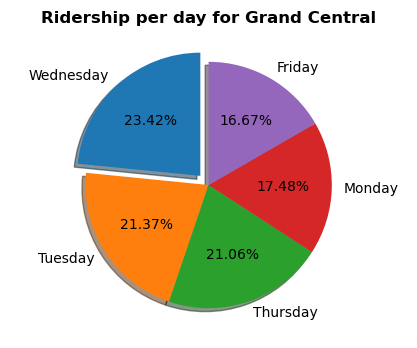 Ridership per day for Grand Central
Wednesday
23.42%
Tuesday
21.37%
Thursday
21.06%
Monday
17.48%
Friday
16.67%